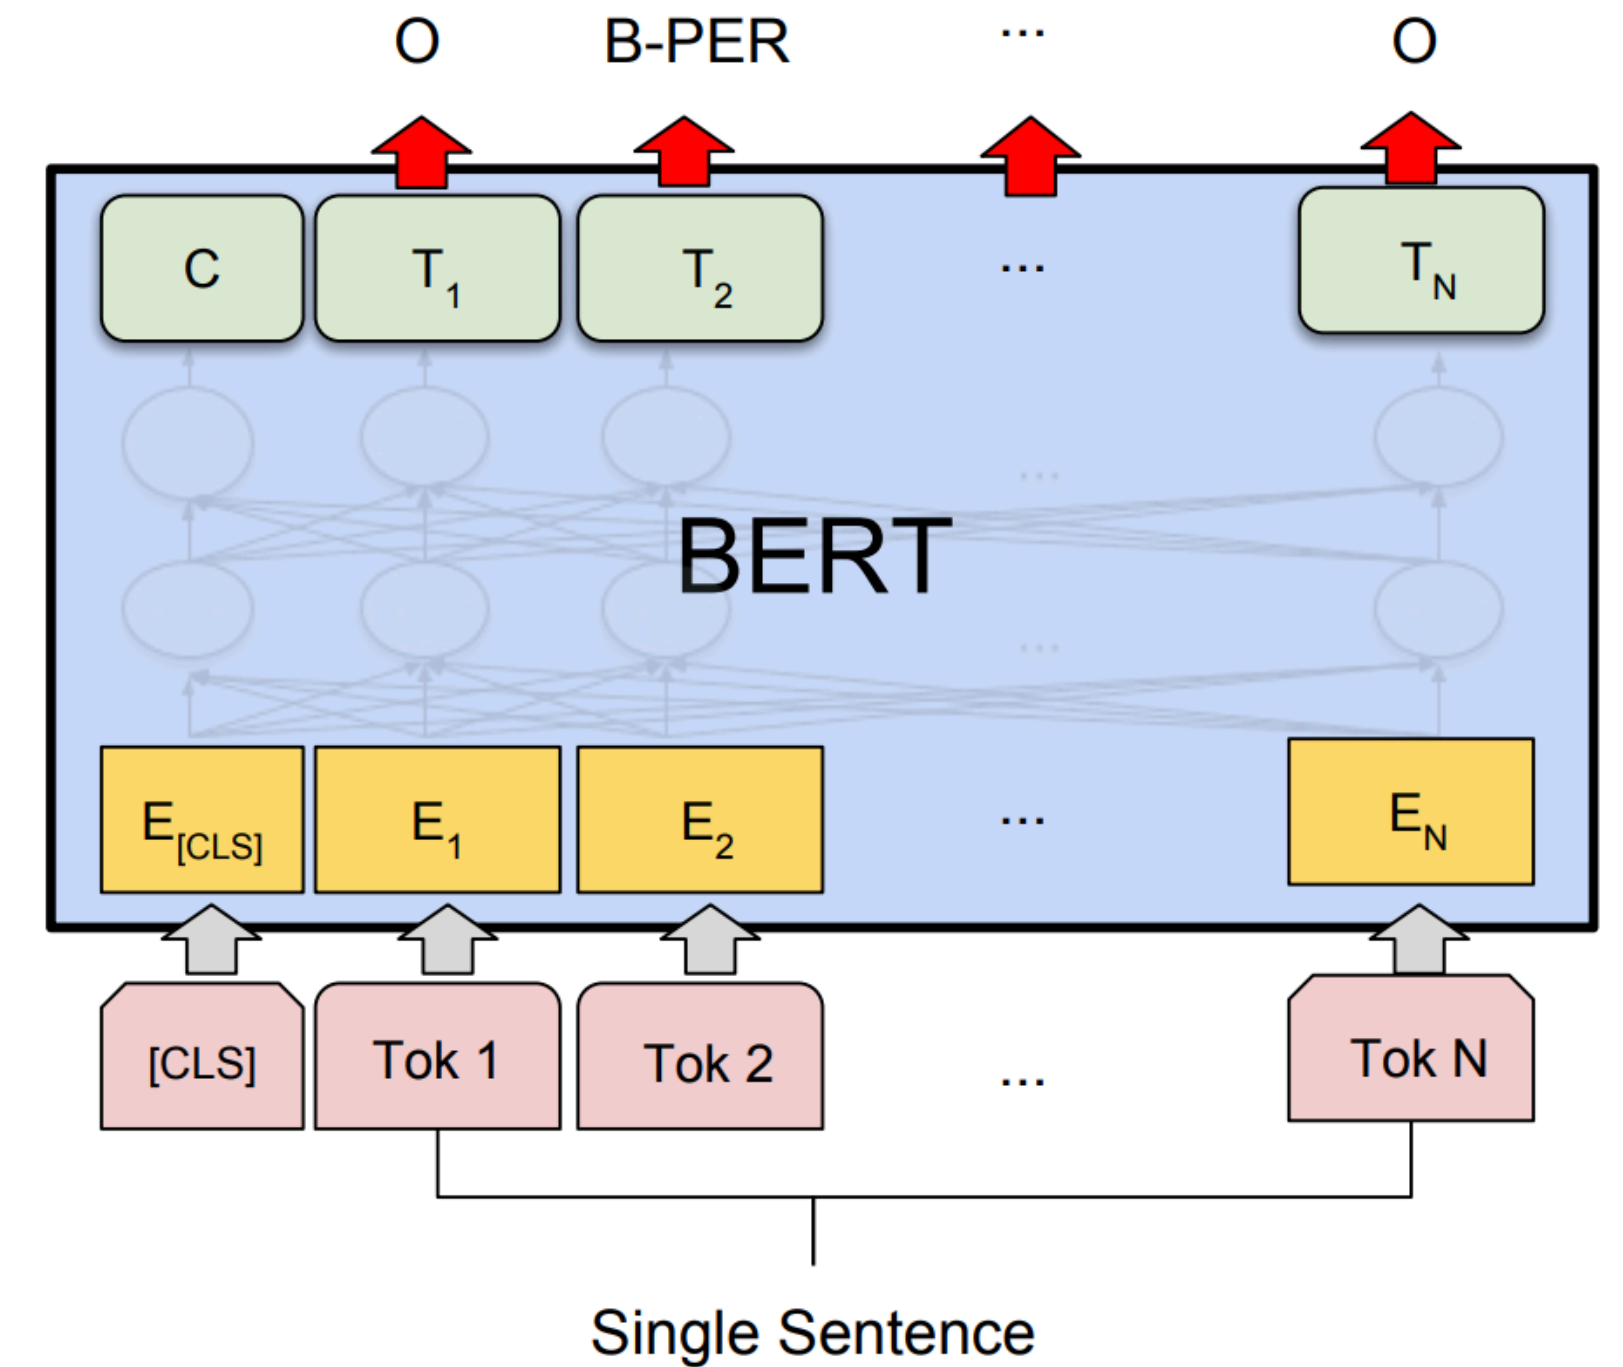 O B-PER ... O
C T1 T2 ... TN
...
BERT
...
E[CLS] E1 E2 ... EN
[CLS] Tok 1 Tok 2 ... Tok N
Single Sentence